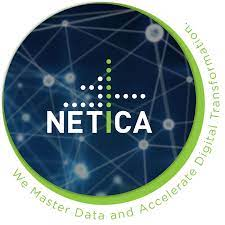 NETICA
We Master Data and Accelerate Digital Transformation.